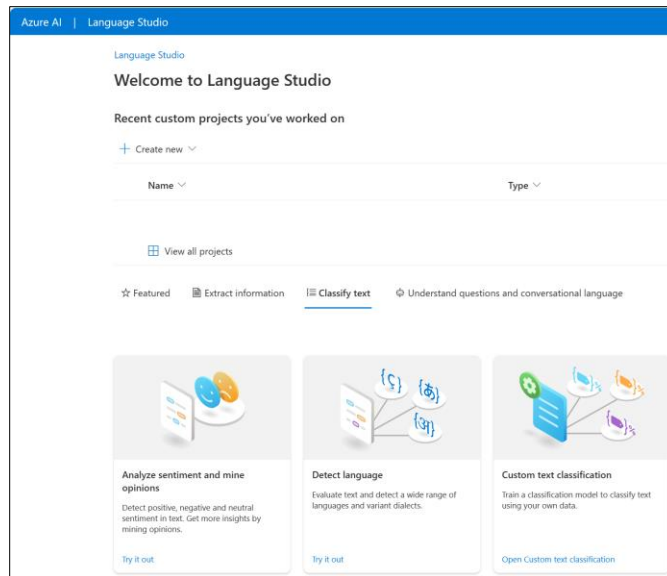 Azure AI | Language Studio
Language Studio
Welcome to Language Studio
Recent custom projects you've worked on
Create new
Name Type
View all projects
Featured Extract information Classify text Understand questions and conversational language
{ç} {あ}
{अ}
Analyze sentiment and mine
opinions
Detect positive, negative and neutral
sentiment in text. Get more insights by
mining opinions.
Try it out
Detect language
Evaluate text and detect a wide range of
languages and variant dialects.
Try it out
Custom text classification
Train a classification model to classify text
using your own data.
Open Custom text classification